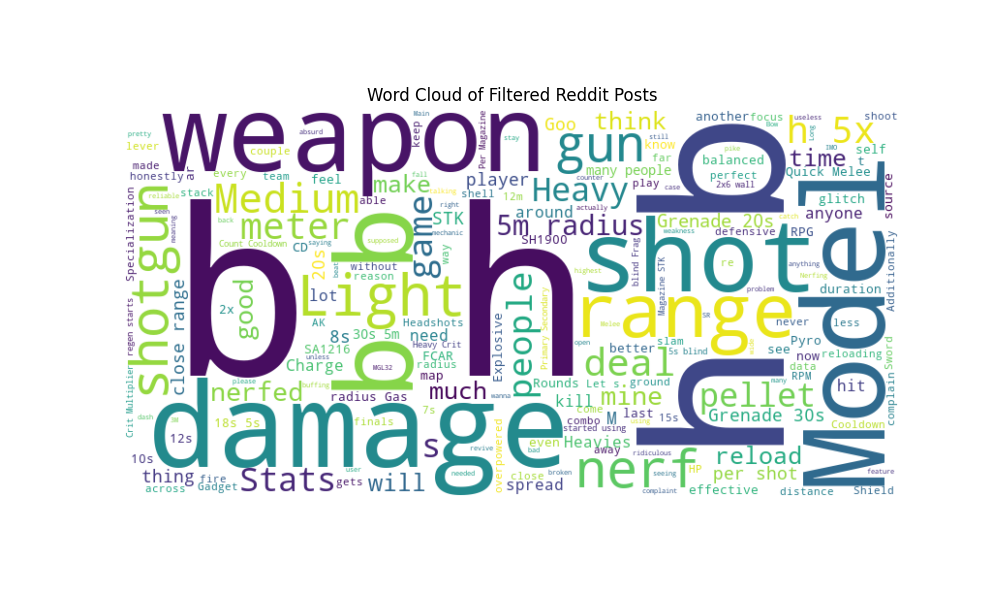 Word Cloud of Filtered Reddit Posts
weapon
b h
h b
b b
damage
shot
Model
range
shotgun
Medium
meter
Light
gun
think
Goo
Heavy
5m radius
SH1900
player
make
able
STK
around
game
way
keep
Main
Per Magazine
stay
fall
counter
12m
shell
right
actually
mechanic
talking
many people
know
far
still
play
case
another
focus
useless
shoot
Bow
Long
h 5x
time
t
self
balanced
perfect
poke
2x6 wall
Quick Melee
glitch
source
Grenade 20s
defensive
RPG
anyone
catch
weakness
re
anything
Nerfing
duration
Additionally
blind Frag
Magazine STK
highest
problem
less
never
Pyro
see
now
reloading
data
RPM
Sword
complain
hit
better
slam
5s blind
SR
Melee
open
deal
many
pellet
mine
Grenade 30s
Cooldown
ground
Rounds
Let s
kill
come
combo
M
last
15s
started using
using
Heavies
even
away
close
bad
broken
ridiculous
seeing
nerf
HP
reload
per shot
effective
distance
Shield
feature
complaint
spread
needed
overpowered
revive
Primary Secondary
people
Explosive
wanna
much
map
7s
s
will
gets
user
Stats
radius Gas
finals
nerfed
please
buffing
18s 5s
12s
10s
thing
fire
across
Gadget
dash
Crit Multiplier
regen starts
Specialization
close range
good
2x
Charge
SA1216
unless
8s
AK
30s 5m
need
Headshots
Heavy Crit
MGL32
FCAR
radius
lot
reason
without
beat
20s
CD
saying
Count Cooldown
supposed
back
seen
meaning
reliable
stack
team
feel
every
couple
absurd
honestly
made
lever
pretty